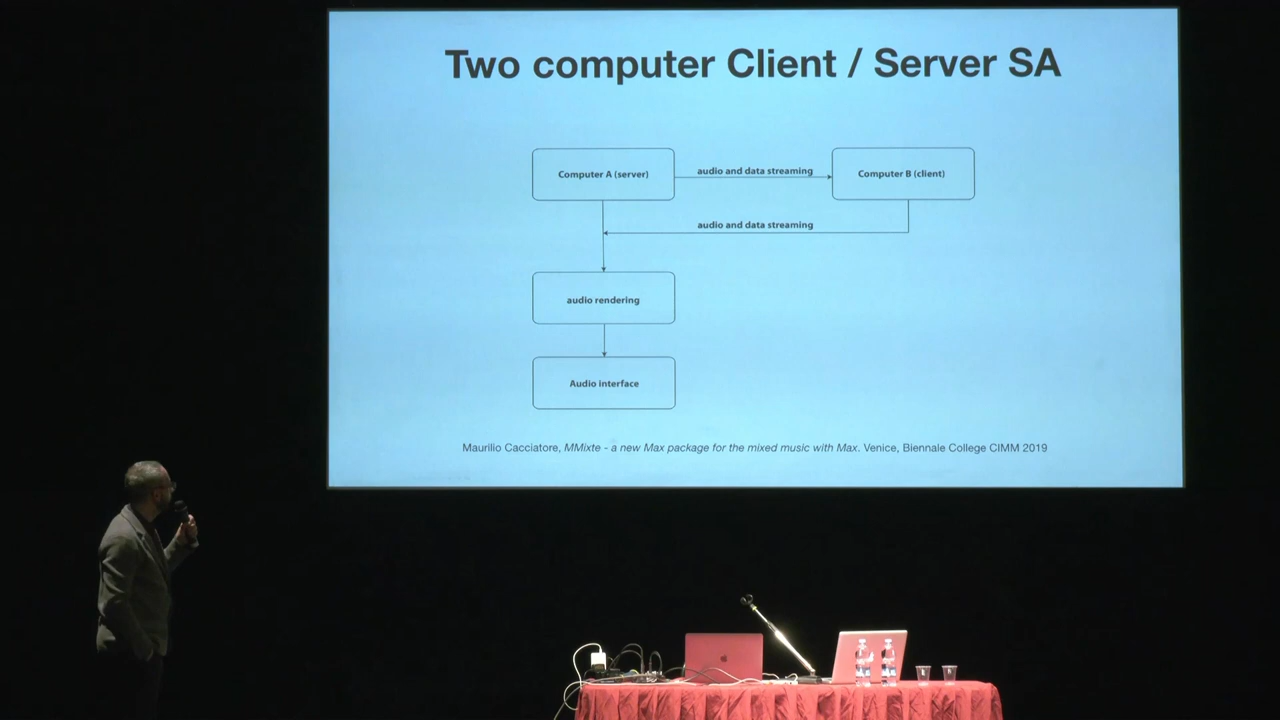 Two computer Client / Server SA
Computer A (server)
audio and data streaming
Computer B (client)
audio and data streaming
audio rendering
Audio interface
Maurilio Cacciatore, MMixte - a new Max package for the mixed music with Max. Venice, Biennale College CIMM 2019